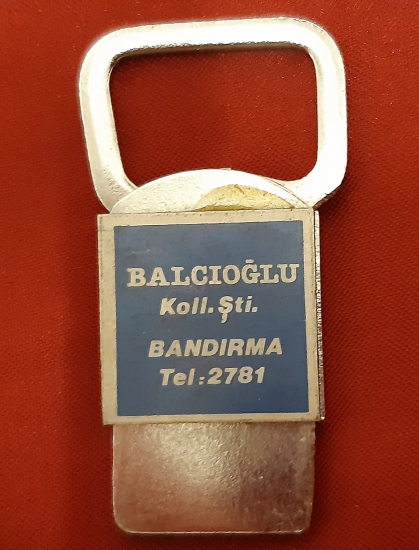 BALCIOĞLU
Koll.Şti.
BANDIRMA
Tel:2781